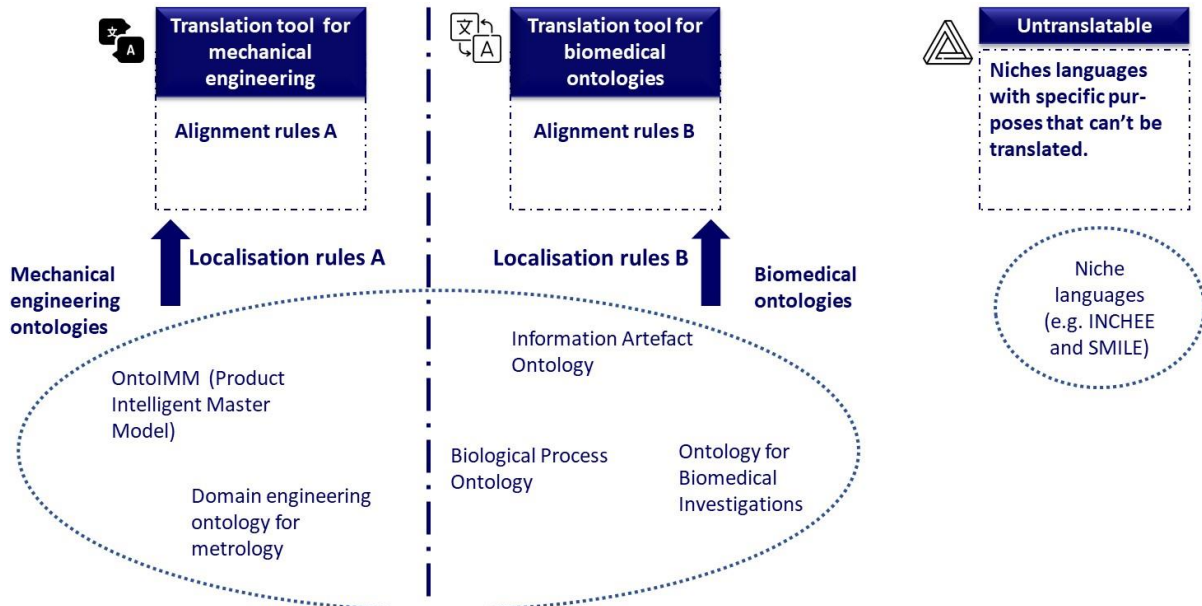 Translation tool for
mechanical
engineering
Alignment rules A
Translation tool for
biomedical
ontologies
Alignment rules B
Untranslatable
Niches languages
with specific pur-
poses that can't be
translated.
文
A
文
A
Localisation rules A
Localisation rules B
Mechanical
engineering
ontologies
Biomedical
ontologies
Niche
languages
(e.g. INCHEE
and SMILE)
Information Artefact
Ontology
OntoIMM (Product
Intelligent Master
Model)
Biological Process
Ontology
Ontology for
Biomedical
Investigations
Domain engineering
ontology for
metrology